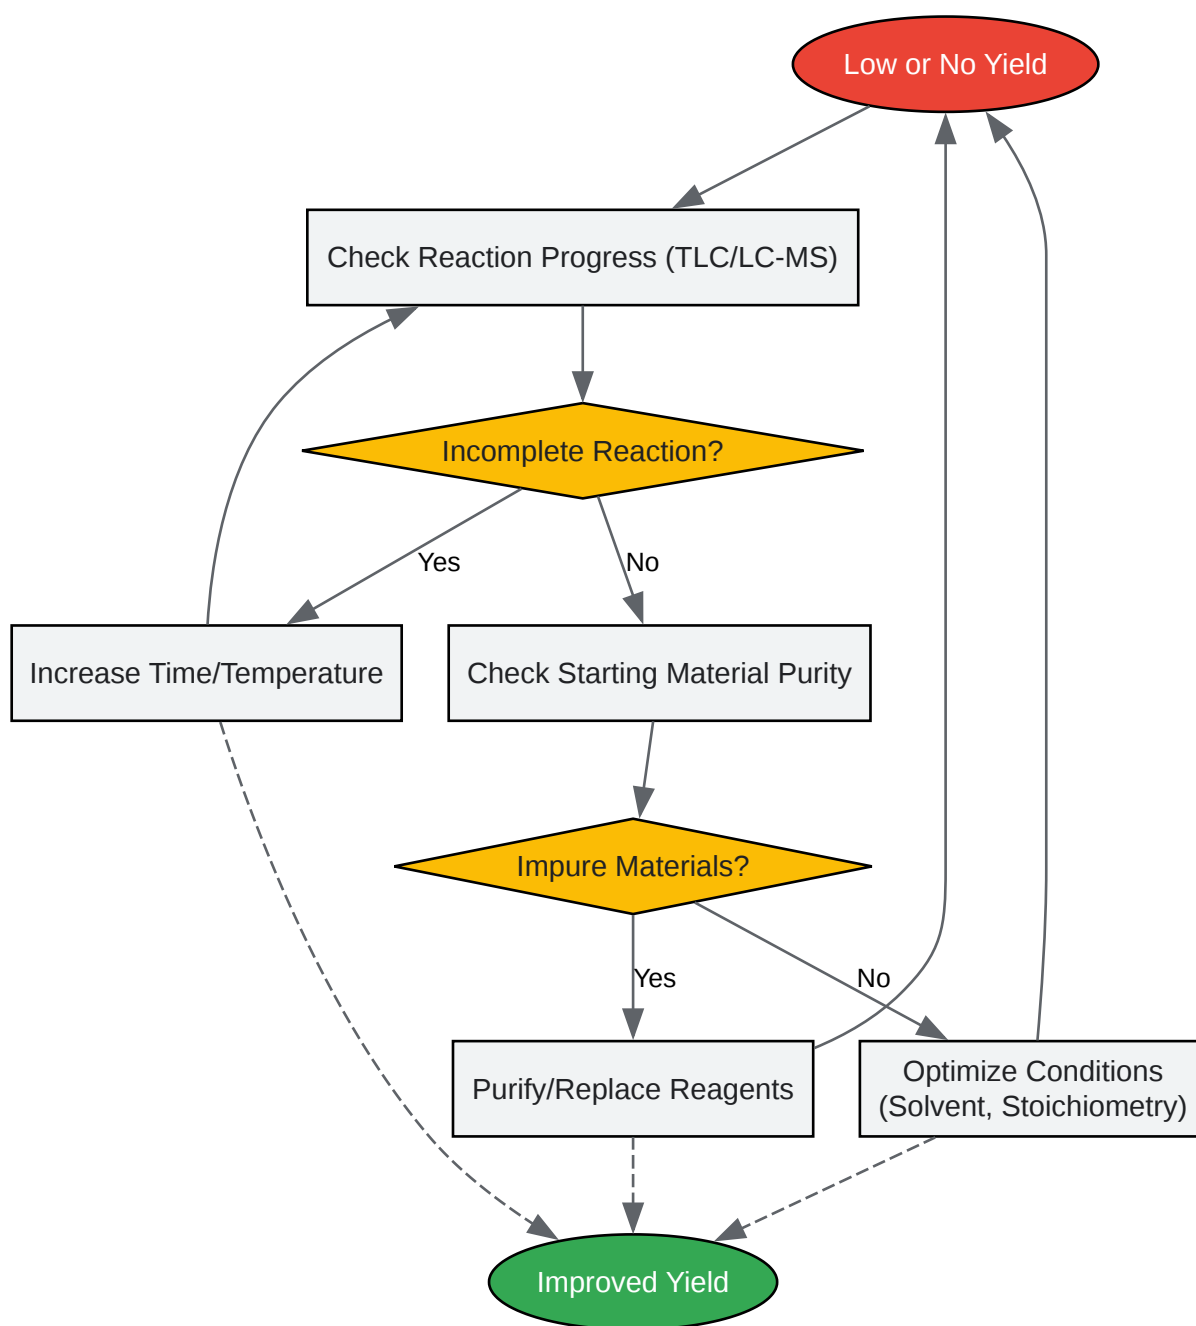 Low or No Yield
Check Reaction Progress (TLC/LC-MS)
Incomplete Reaction?
Yes
No
Increase Time/Temperature
Check Starting Material Purity
Impure Materials?
Yes
No
Purify/Replace Reagents
Optimize Conditions
(Solvent, Stoichiometry)
Improved Yield